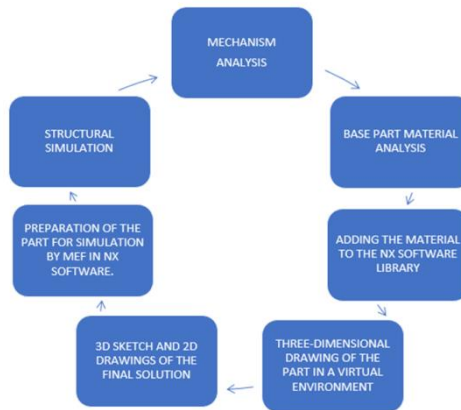 MECHANISM
ANALYSIS
BASE PART MATERIAL
ANALYSIS
ADDING THE MATERIAL
TO THE NX SOFTWARE
LIBRARY
THREE-DIMENSIONAL
DRAWING OF THE
PART IN A VIRTUAL
ENVIRONMENT
3D SKETCH AND 2D
DRAWINGS OF THE
FINAL SOLUTION
PREPARATION OF THE
PART FOR SIMULATION
BY MEF IN NX
SOFTWARE.
STRUCTURAL
SIMULATION